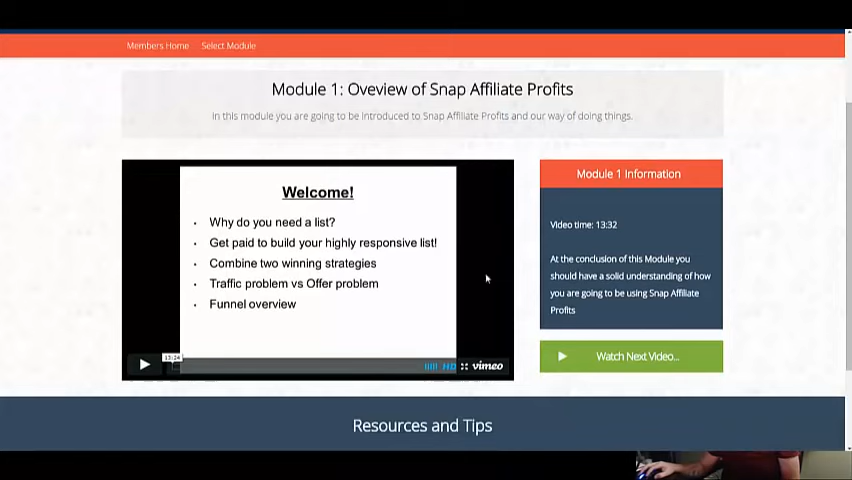 Members Home Select Module
Module 1: Oveview of Snap Affiliate Profits
In this module you are going to be introduced to Snap Affiliate Profits and our way of doing things.
Welcome!
• Why do you need a list?
• Get paid to build your highly responsive list!
• Combine two winning strategies
• Traffic problem vs Offer problem
• Funnel overview
13:24
HD vimeo
Module 1 Information
Video time: 13:32
At the conclusion of this Module you
should have a solid understanding of how
you are going to be using Snap Affiliate
Profits
Watch Next Video...
Resources and Tips